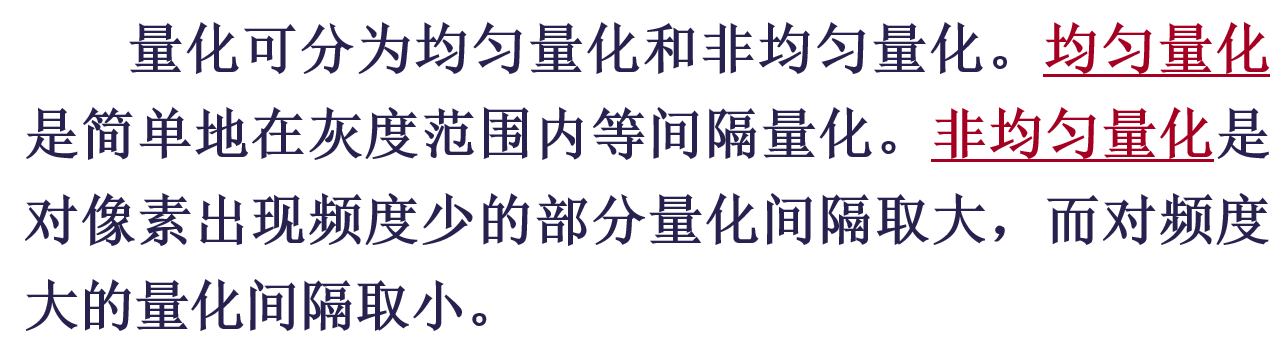 量化可分为均匀量化和非均匀量化。均匀量化
是简单地在灰度范围内等间隔量化。非均匀量化是
对像素出现频度少的部分量化间隔取大，而对频度
大的量化间隔取小。